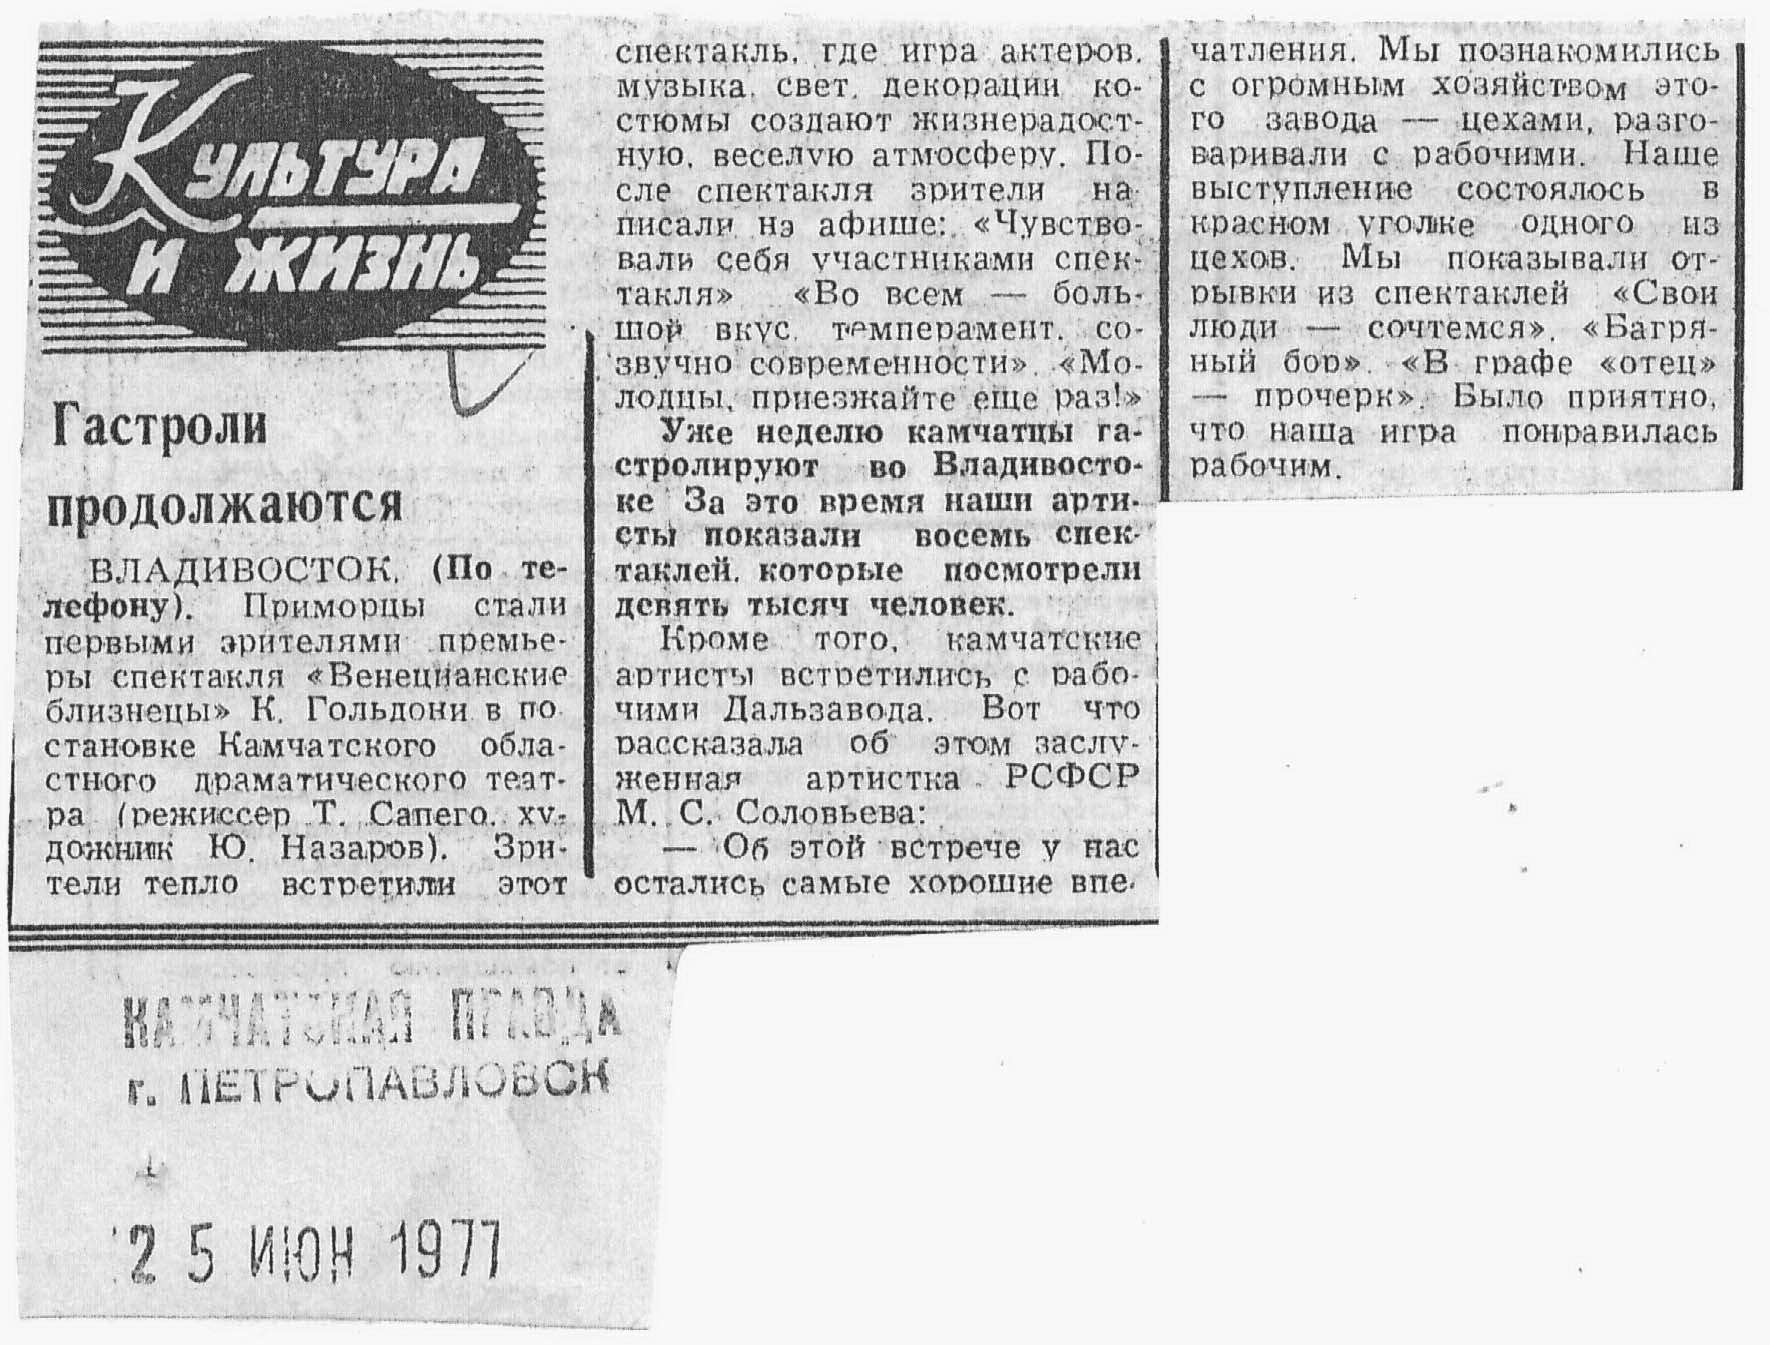 Культура
и жизнь
Гастроли
продолжаются
ВЛАДИВОСТОК. (По те-
лефону). Приморцы стали
первыми зрителями премье-
ры спектакля «Венецианские
близнецы» К. Гольдони в по
становке Камчатского обла-
стного драматического теат-
ра (режиссер Т. Сапего, ху-
дожник Ю. Назаров). Зри-
тели тепло встретили этот
спектакль, где игра актеров,
музыка, свет, декорации, ко-
стюмы создают жизнерадост-
ную, веселую атмосферу. По-
сле спектакля зрители на
писали на афише: «Чувство-
вали себя участниками спек-
такля» «Во всем — боль-
шой вкус, темперамент, со-
звучно современности». «Мо-
лодцы, приезжайте еще раз!»
Уже неделю камчатцы га-
стролируют во Владивосто-
ке За это время наши арти-
сты показали восемь спек-
таклей, которые посмотрели
девять тысяч человек.
Кроме того, камчатские
артисты встретились с рабо-
чими Дальзавода. Вот что
рассказала об этом заслу-
женная артистка РСФСР
М. С. Соловьева:
— Об этой встрече у нас
остались самые хорошие впе-
чатления. Мы познакомились
с огромным хозяйством это-
го завода — цехами, разго-
варивали с рабочими. Наше
выступление состоялось в
красном уголке одного из
цехов. Мы показывали от-
рывки из спектаклей «Свои
люди — сочтемся». «Багря-
ный бор». «В графе «отец»
— прочерк». Было приятно,
что наша игра понравилась
рабочим.
КАМЧАТСКАЯ ПРАВДА
г. ПЕТРОПАВЛОВСК
25 ИЮН 1977